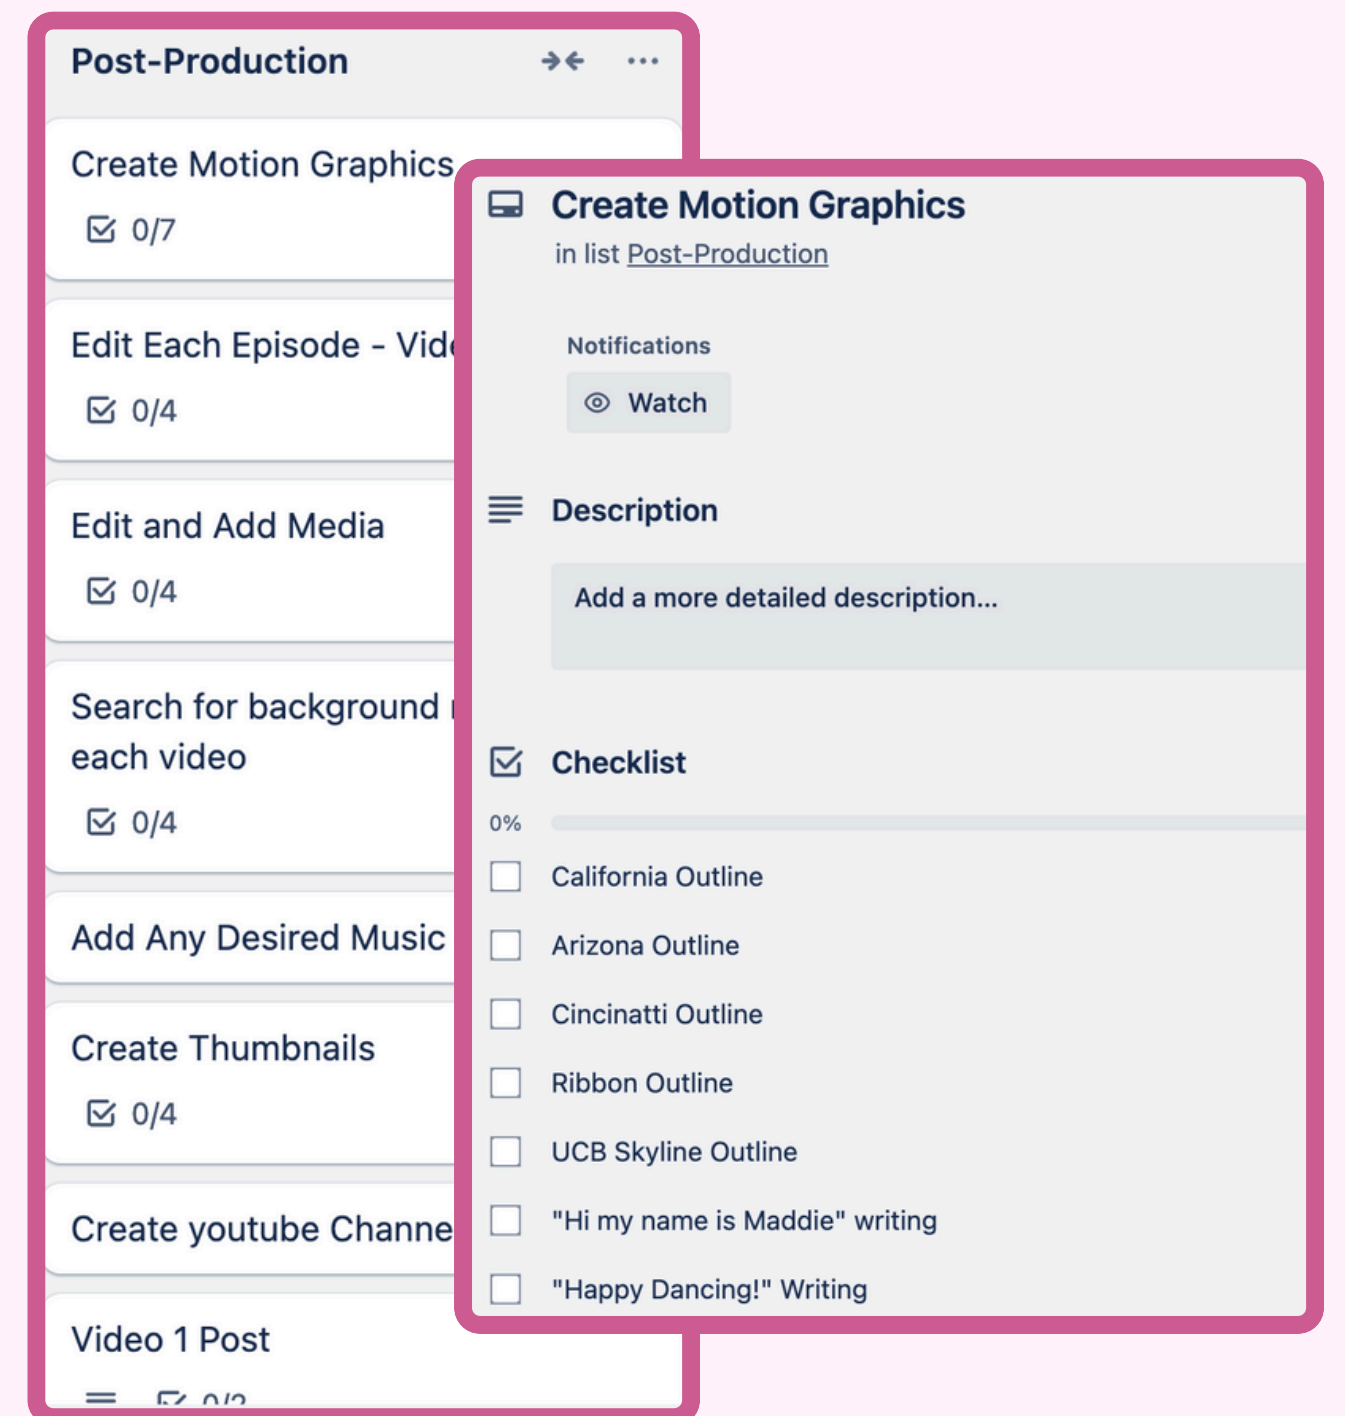 Post-Production
Create Motion Graphics
0/7
Edit Each Episode -
0/4
Edit and Add Media
0/4
Search for background
each video
0/4
Add Any Desired Music
Create Thumbnails
0/4
Create youtube
Video 1 Post
Create Motion Graphics
in list Post-Production
Notifications
Watch
Description
Add a more detailed description...
Checklist
0%
California Outline
Arizona Outline
Cincinatti Outline
Ribbon Outline
UCB Skyline Outline
"Hi my name is Maddie" writing
"Happy Dancing!" Writing